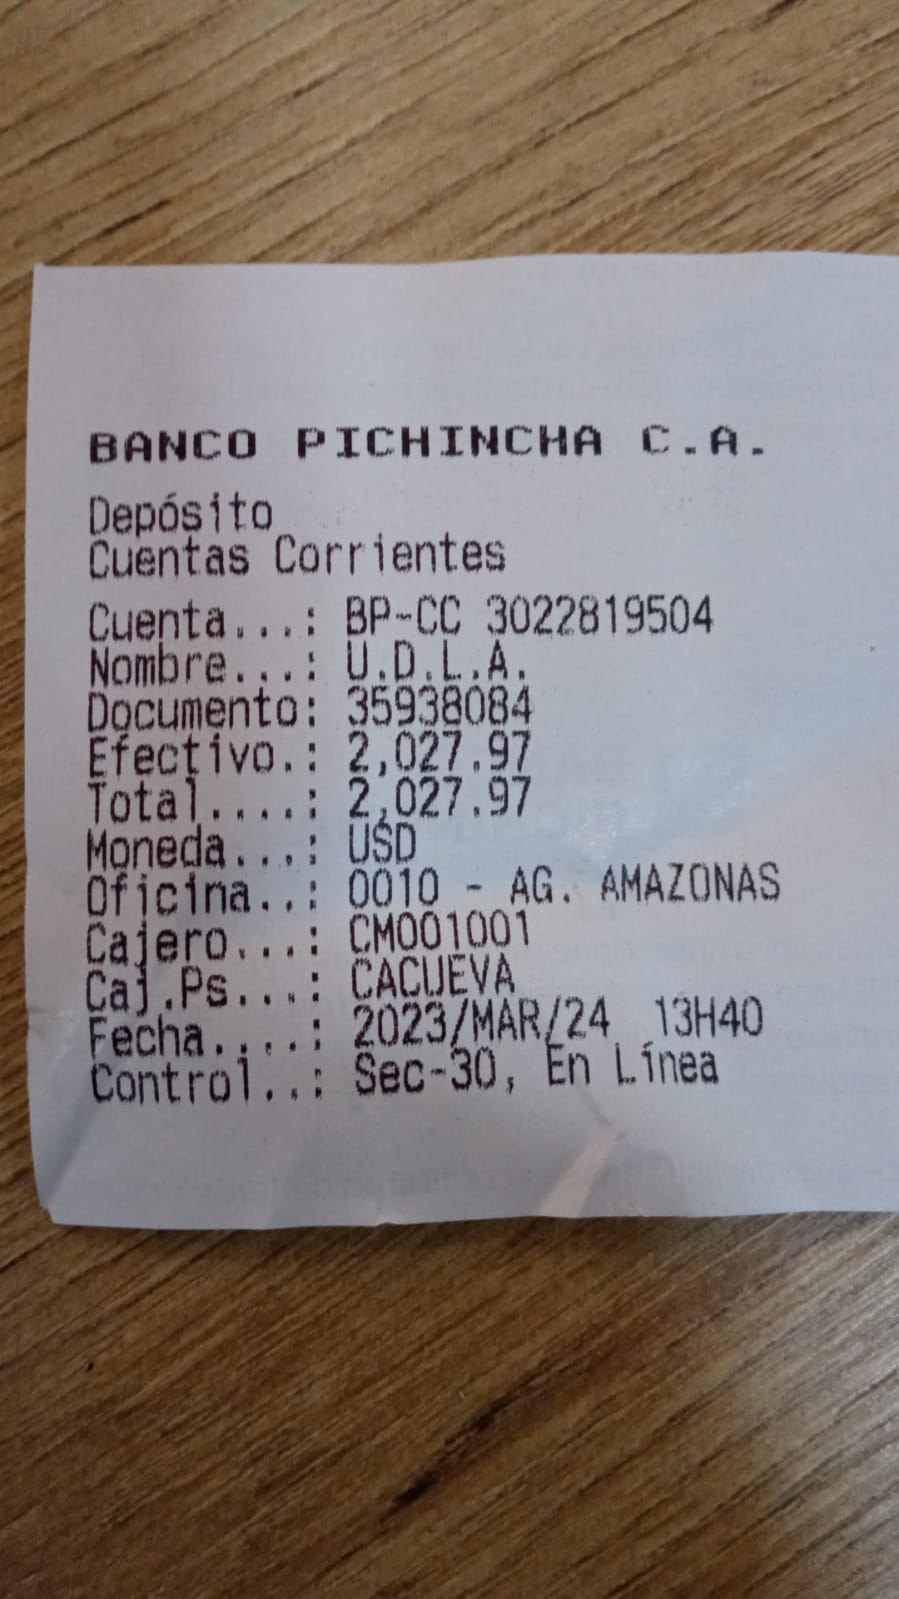 BANCO PICHINCHA C.A.
Depósito
Cuentas Corrientes
Cuenta...: BP-CC 3022819504
Nombre...: U.D.L.A.
Documento: 35938084
Efectivo.: 2,027.97
Total....: 2,027.97
Moneda...: USD
Oficina..: 0010 - AG. AMAZONAS
Cajero...: CM001001
Caj.Ps...: CACUEVA
Fecha....: 2023/MAR/24 13H40
Control..: Sec-30, En Línea